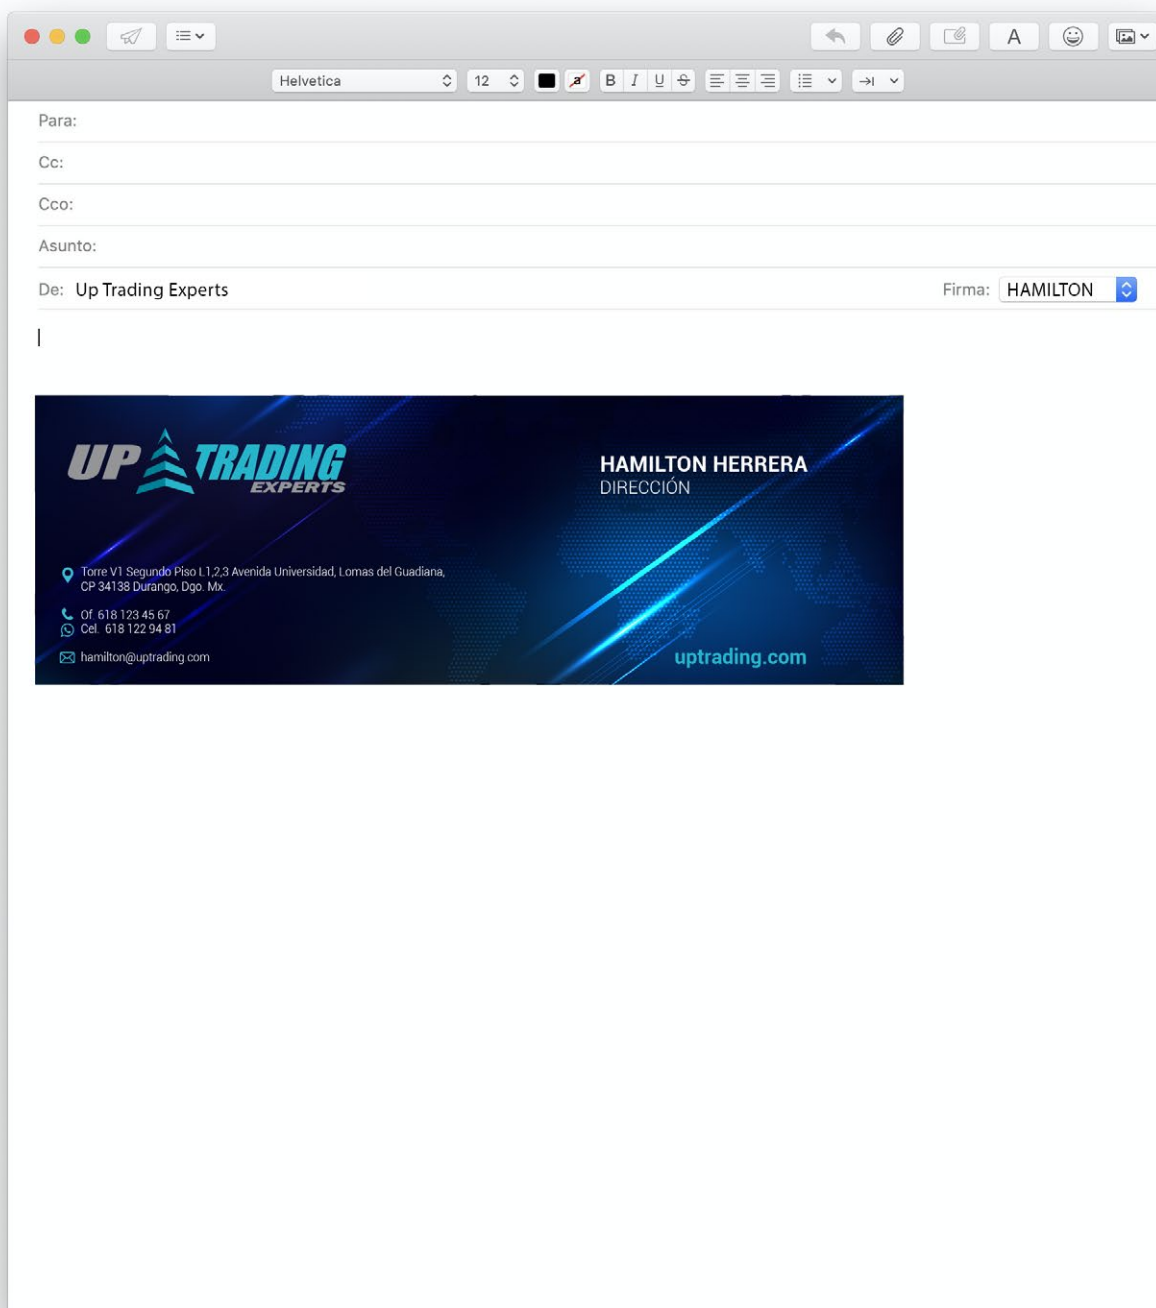 Helvetica
12
a
B I U S
A
Para:
Cc:
Cco:
Asunto:
De: Up Trading Experts
Firma: HAMILTON
UP TRADING
EXPERTS
HAMILTON HERRERA
DIRECCIÓN
Torre V1 Segundo Piso L1,2,3 Avenida Universidad, Lomas del Guadiana,
CP 34138 Durango, Dgo. Mx.
Of. 618 123 45 67
Cel. 618 122 94 81
hamilton@uptrading.com
uptrading.com